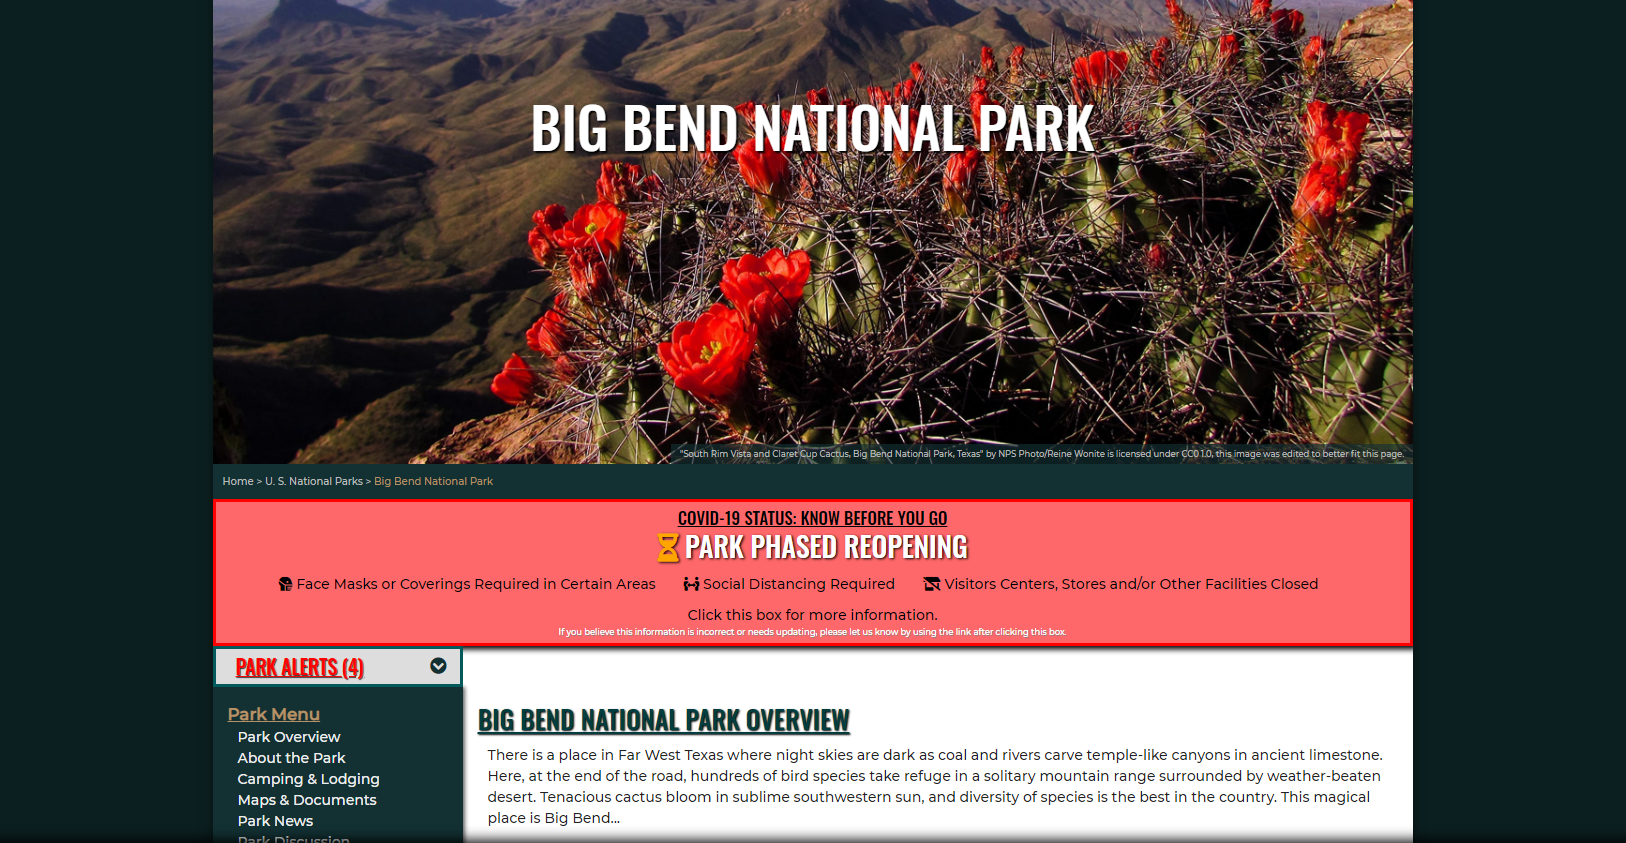 BIG BEND NATIONAL PARK
"South Rim Vista and Claret Cup Cactus, Big Bend National Park, Texas" by NPS Photo/Reine Wonite is licensed under CC0 1.0, this image was edited to better fit this page.
Home > U. S. National Parks > Big Bend National Park
COVID-19 STATUS: KNOW BEFORE YOU GO
PARK PHASED REOPENING
Face Masks or Coverings Required in Certain Areas Social Distancing Required Visitors Centers, Stores and/or Other Facilities Closed
Click this box for more information.
If you believe this information is incorrect or needs updating, please let us know by using the link after clicking this box.
PARK ALERTS (4)
Park Menu
Park Overview
About the Park
Camping & Lodging
Maps & Documents
Park News
Park Discussion
BIG BEND NATIONAL PARK OVERVIEW
There is a place in Far West Texas where night skies are dark as coal and rivers carve temple-like canyons in ancient limestone.
Here, at the end of the road, hundreds of bird species take refuge in a solitary mountain range surrounded by weather-beaten
desert. Tenacious cactus bloom in sublime southwestern sun, and diversity of species is the best in the country. This magical
place is Big Bend...